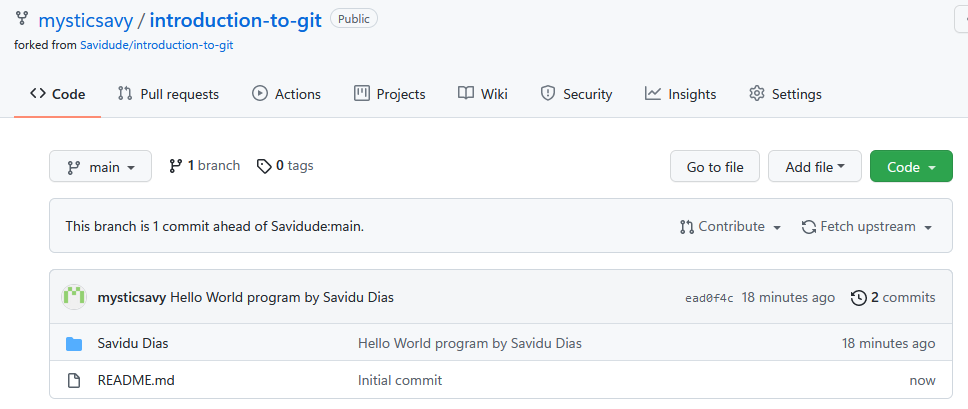 mysticsavy / introduction-to-git Public
forked from Savidude/introduction-to-git
Code Pull requests Actions Projects Wiki Security Insights Settings
main 1 branch 0 tags Go to file Add file Code
This branch is 1 commit ahead of Savidude:main. Contribute Fetch upstream
mysticsavy Hello World program by Savidu Dias ead0f4c 18 minutes ago 2 commits
Savidu Dias Hello World program by Savidu Dias 18 minutes ago
README.md Initial commit now